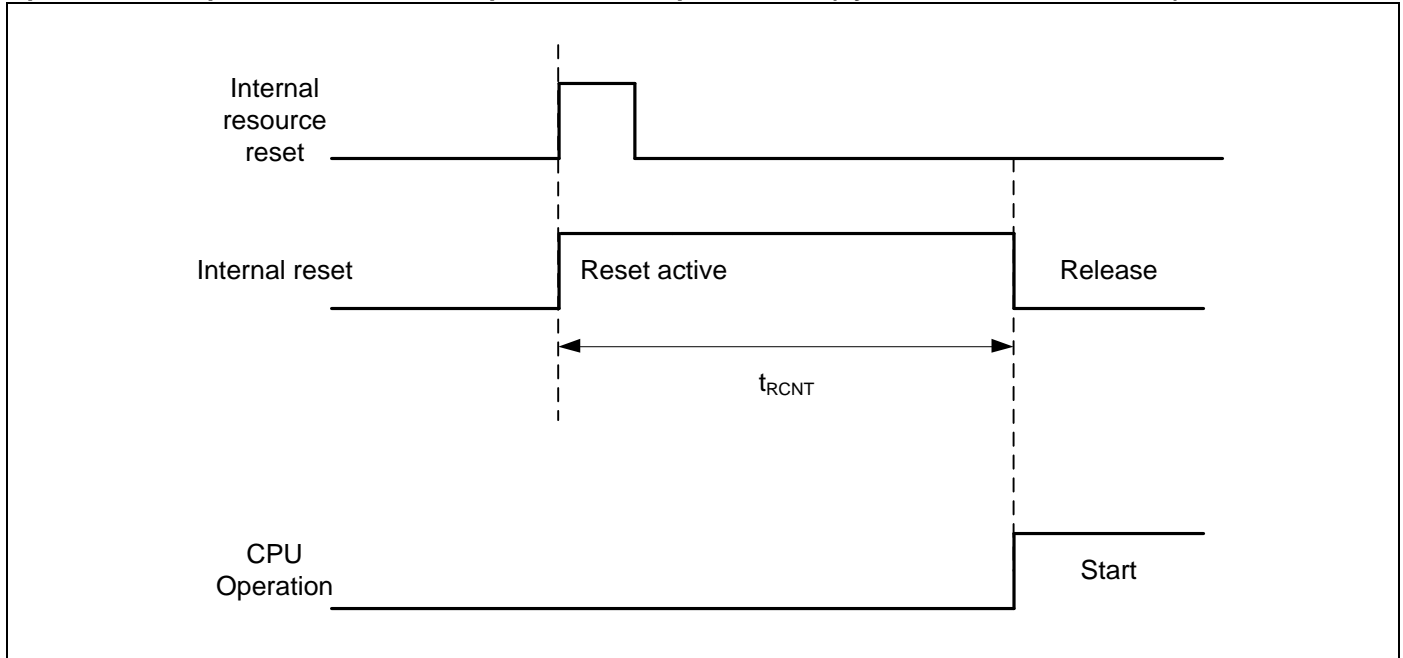 Internal
resource
reset
Internal reset
Reset active
Release
tRCNT
CPU
Operation
Start